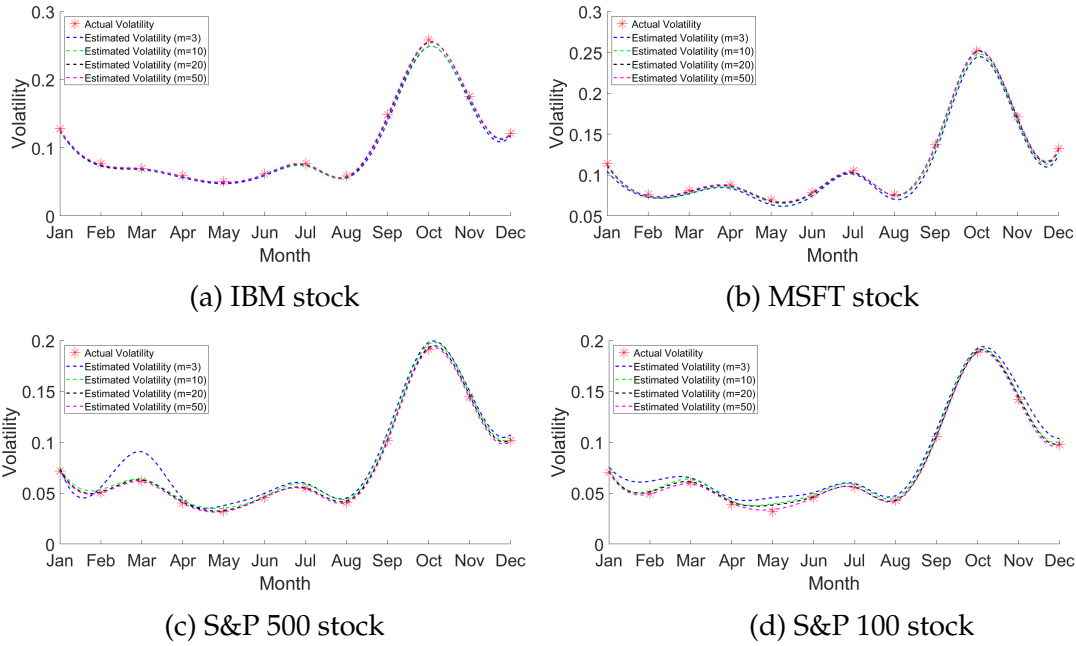 0.3
0.2
0.1
0
Volatility
Actual Volatility
Estimated Volatility (m=3)
Estimated Volatility (m=10)
Estimated Volatility (m=20)
Estimated Volatility (m=50)
Jan Feb Mar Apr May Jun Jul Aug Sep Oct Nov Dec
Month
(a) IBM stock
0.3
0.25
0.2
0.15
0.1
0.05
Volatility
Actual Volatility
Estimated Volatility (m=3)
Estimated Volatility (m=10)
Estimated Volatility (m=20)
Estimated Volatility (m=50)
Jan Feb Mar Apr May Jun Jul Aug Sep Oct Nov Dec
Month
(b) MSFT stock
0.2
0.15
0.1
0.05
0
Volatility
Actual Volatility
Estimated Volatility (m=3)
Estimated Volatility (m=10)
Estimated Volatility (m=20)
Estimated Volatility (m=50)
Jan Feb Mar Apr May Jun Jul Aug Sep Oct Nov Dec
Month
(c) S&P 500 stock
0.2
0.15
0.1
0.05
0
Volatility
Actual Volatility
Estimated Volatility (m=3)
Estimated Volatility (m=10)
Estimated Volatility (m=20)
Estimated Volatility (m=50)
Jan Feb Mar Apr May Jun Jul Aug Sep Oct Nov Dec
Month
(d) S&P 100 stock